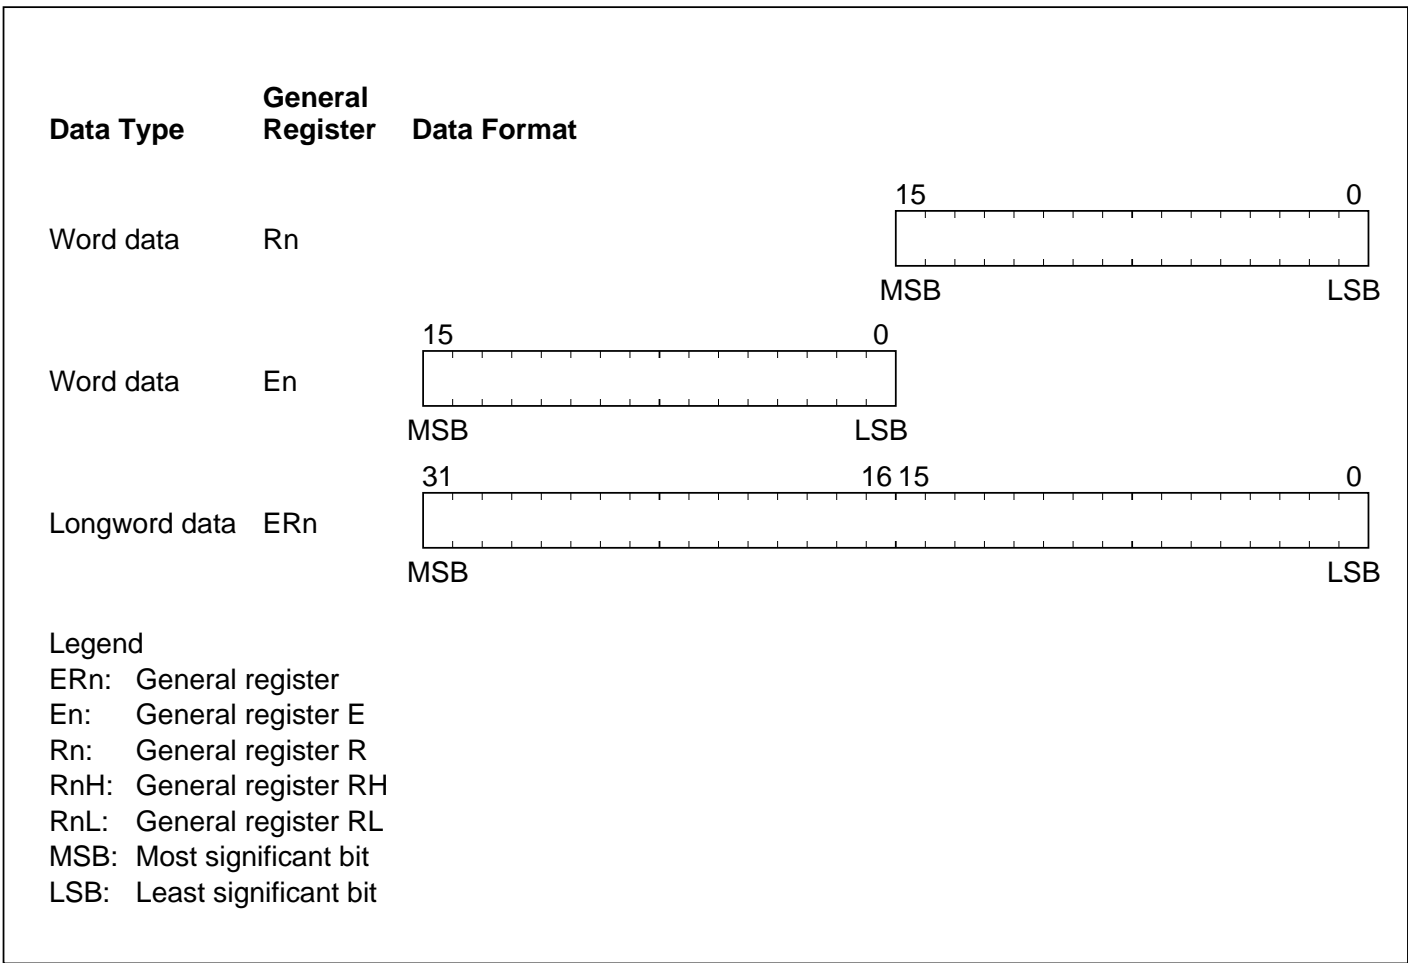 General
Data Type Register Data Format
15 0
Word data Rn
MSB LSB
15 0
Word data En
MSB LSB
31 16 15 0
Longword data ERn
MSB LSB
Legend
ERn: General register
En: General register E
Rn: General register R
RnH: General register RH
RnL: General register RL
MSB: Most significant bit
LSB: Least significant bit